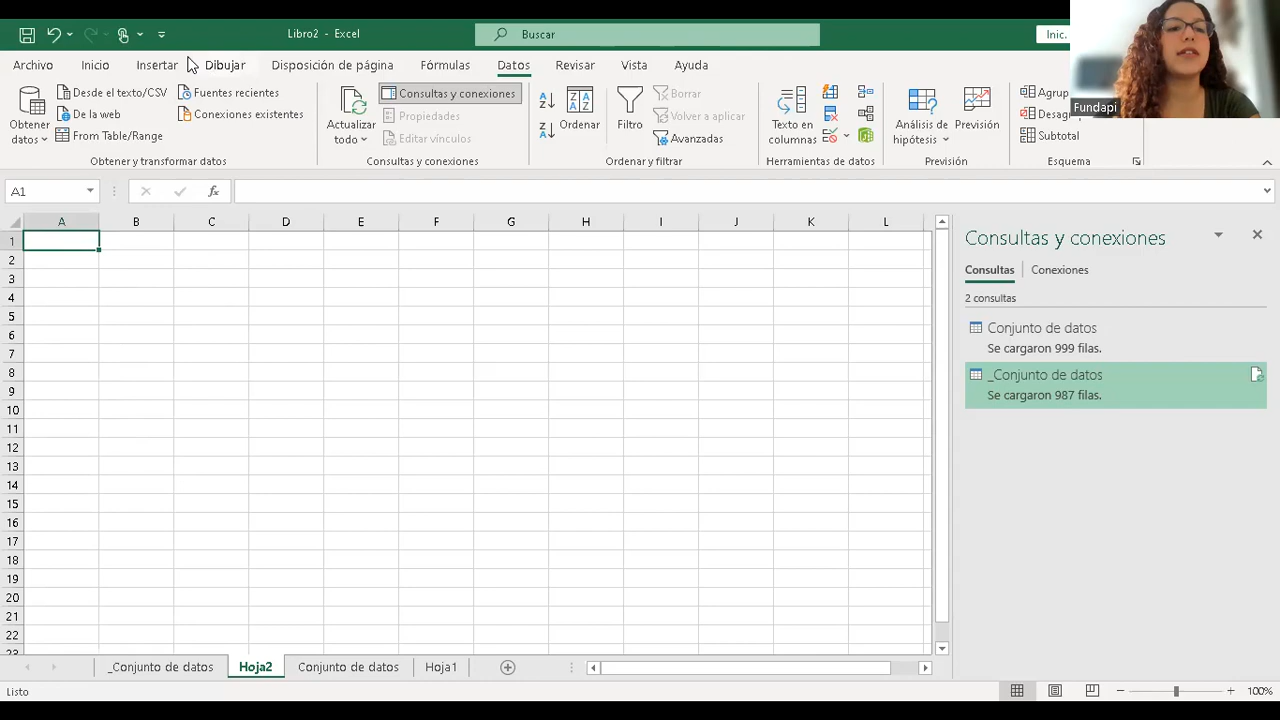 Libro2 - Excel
Buscar
Inic.
Archivo Inicio Insertar Dibujar Disposición de página Fórmulas Datos Revisar Vista Ayuda
Fundapi
Obtener datos
Desde el texto/CSV
De la web
From Table/Range
Fuentes recientes
Conexiones existentes
Obtener y transformar datos
Actualizar todo
Consultas y conexiones
Propiedades
Editar vínculos
Consultas y conexiones
Ordenar
Filtro
Borrar
Volver a aplicar
Avanzadas
Ordenar y filtrar
Texto en columnas
Herramientas de datos
Análisis de hipótesis
Previsión
Previsión
Agrup
Desag
Subtotal
Esquema
A1
fx
A B C D E F G H I J K L
1
2
3
4
5
6
7
8
9
10
11
12
13
14
15
16
17
18
19
20
21
22
23
Consultas y conexiones
Consultas Conexiones
2 consultas
Conjunto de datos
Se cargaron 999 filas.
_Conjunto de datos
Se cargaron 987 filas.
_Conjunto de datos Hoja2 Conjunto de datos Hoja1
Listo
100%